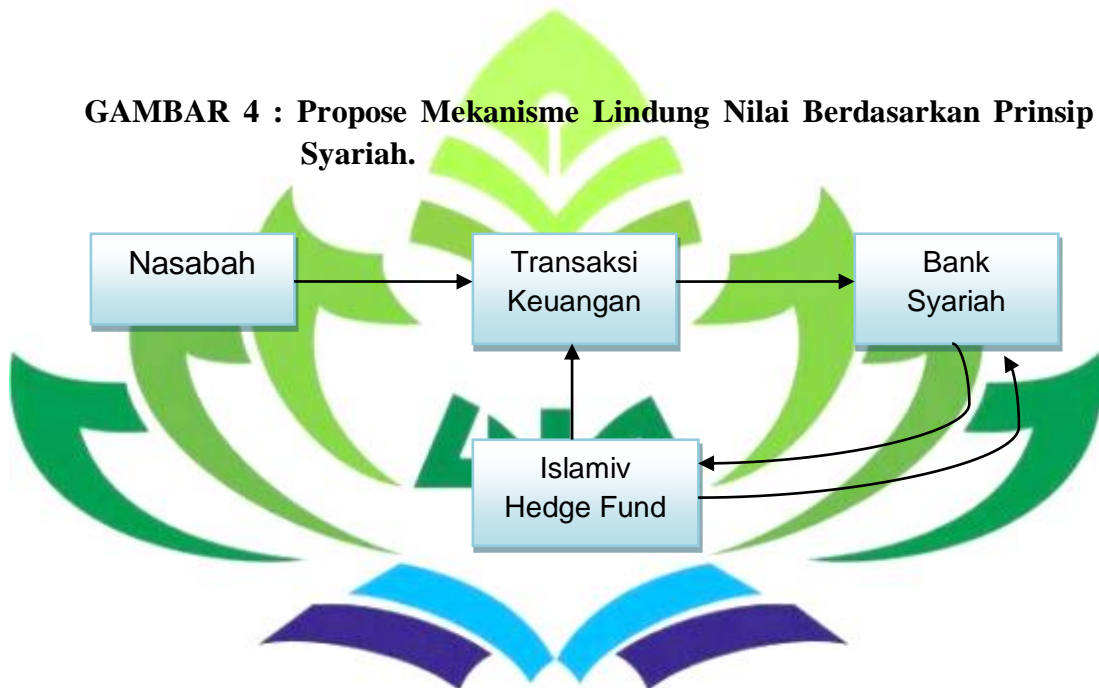 GAMBAR 4 : Propose Mekanisme Lindung Nilai Berdasarkan Prinsip
Syariah.
Nasabah
Transaksi
Keuangan
Bank
Syariah
Islamiv
Hedge Fund